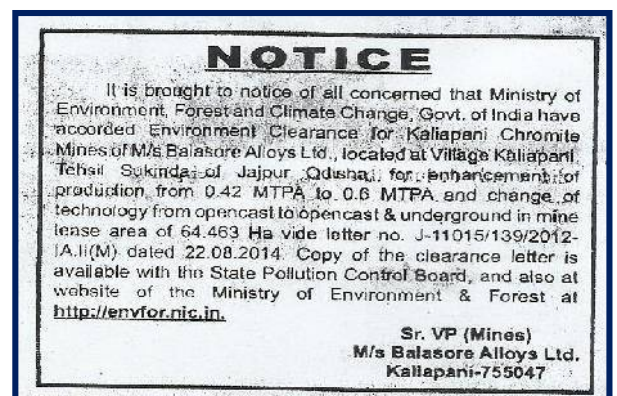 NOTICE
It is brought to notice of all concerned that Ministry of
Environment, Forest and Climate Change, Govt. of India have
accorded Environment Clearance for Kaliapani Chromite
Mines of M/s Balasore Alloys Ltd., located at Village Kaliapani,
Tehsil Sukinda of Jajpur Odisha, for enhancement of
production from 0.42 MTPA to 0.6 MTPA and change of
technology from opencast to opencast & underground in mine
lease area of 64.463 Ha vide letter no. J-11015/139/2012-
IA.II(M) dated 22.08.2014. Copy of the clearance letter is
available with the State Pollution Control Board, and also at
website of the Ministry of Environment & Forest at
http://envfor.nic.in.
Sr. VP (Mines)
M/s Balasore Alloys Ltd.
Kaliapani-755047